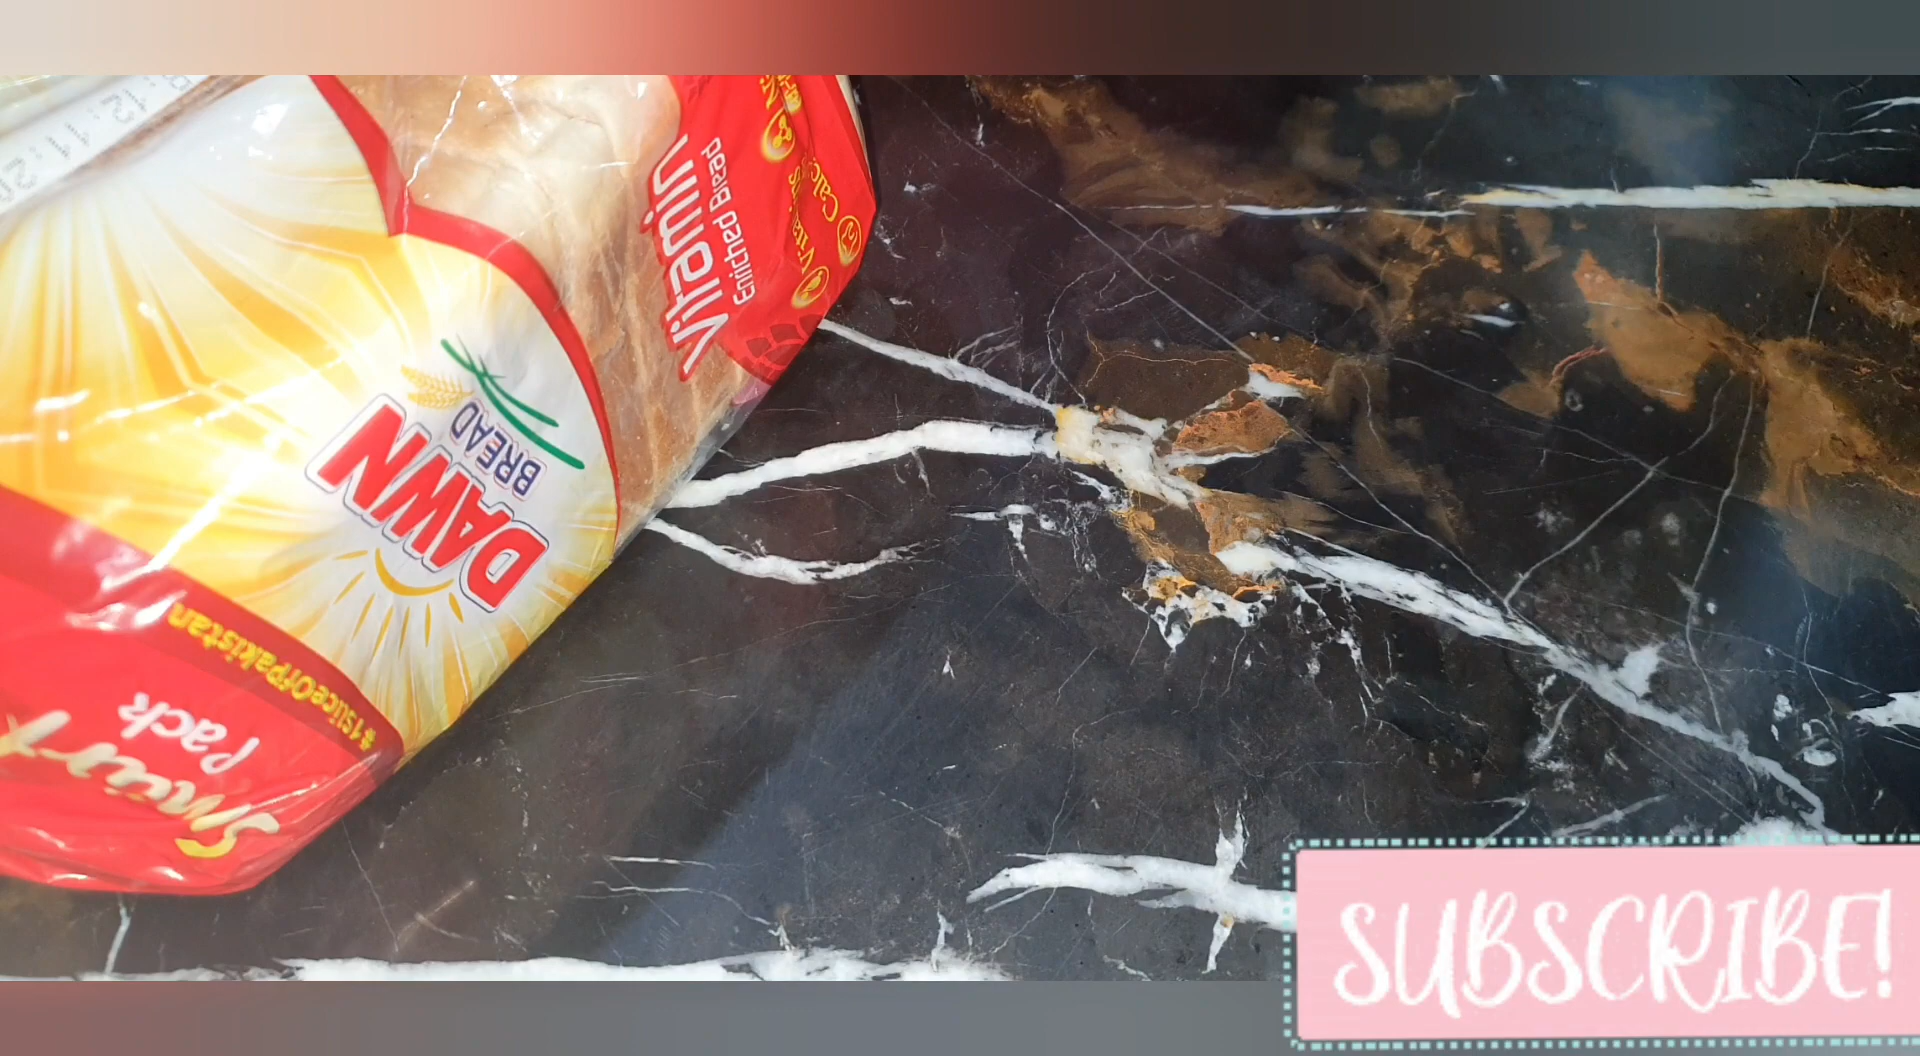 Vitamin
Enriched Bread
DAWN
BREAD
#1SliceOfPakistan
Smart
Pack
SUBSCRIBE!